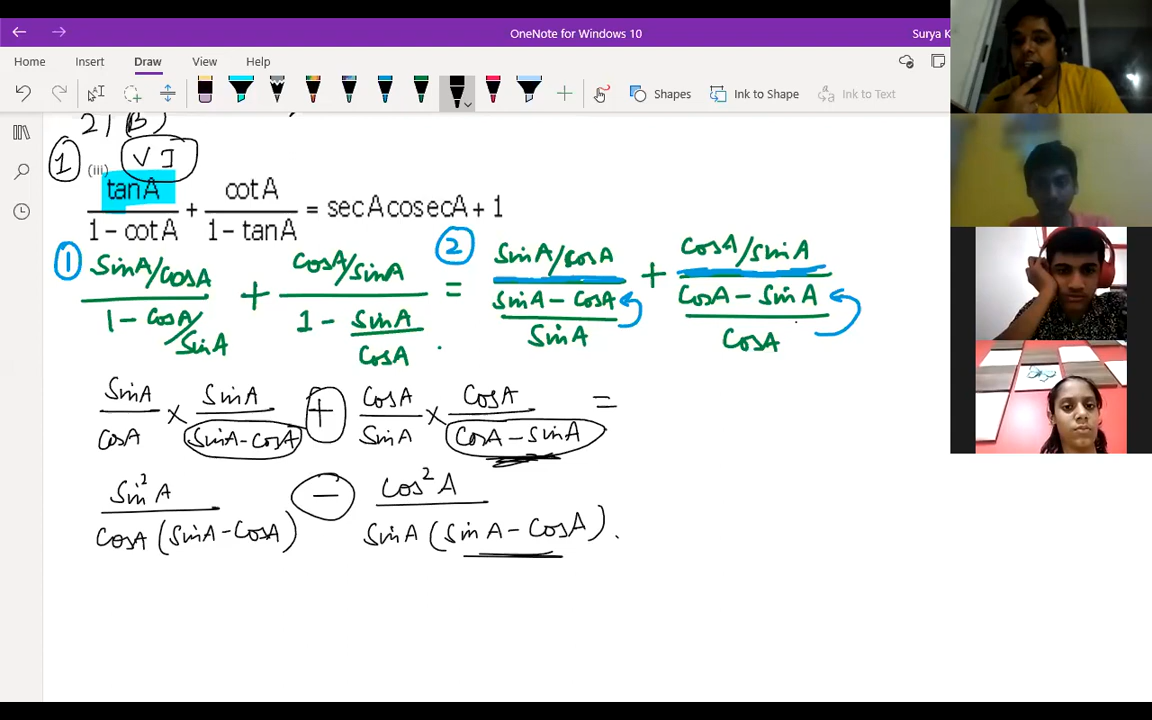 OneNote for Windows 10
Surya K
Home Insert Draw View Help
Shapes Ink to Shape Ink to Text
21 (B)
1 (iii) VI
tanA/(1 - cotA) + cotA/(1 - tanA) = secAcosecA + 1
① (SinA/cosA)/(1 - CosA/SinA) + (CosA/sinA)/(1 - SinA/CosA) = ② (SinA/cosA)/((SinA - CosA)/SinA) + (CosA/sinA)/((CosA - SinA)/CosA)
SinA/CosA × SinA/(SinA-CosA) + CosA/SinA × CosA/(CosA-SinA) =
Sin²A/(CosA(SinA-CosA)) - Cos²A/(SinA(SinA-CosA)).